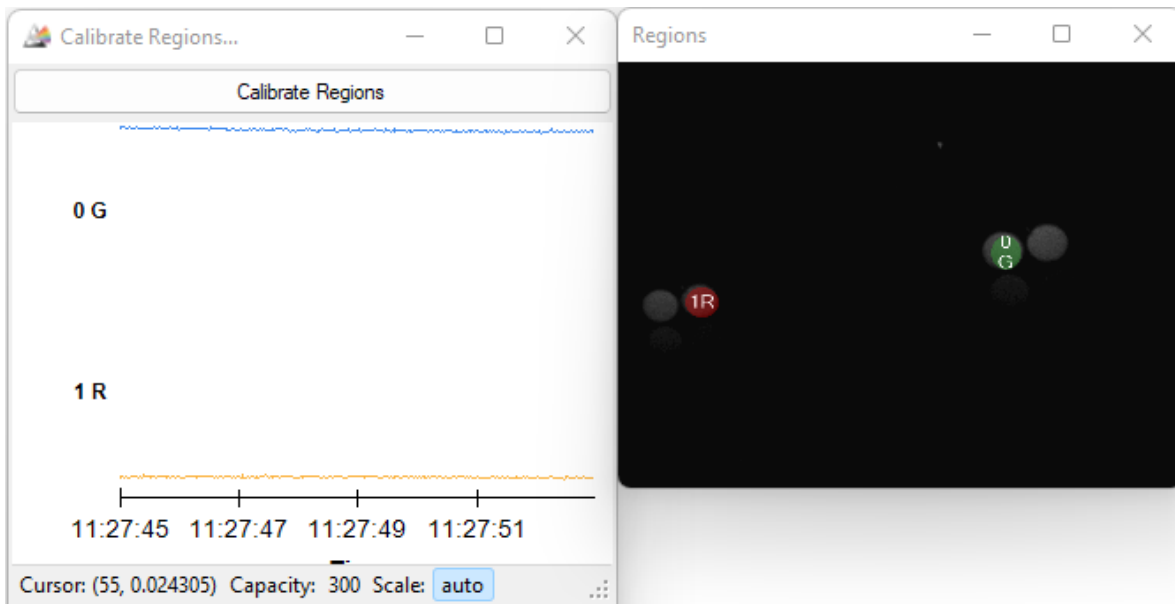 Calibrate Regions...
Calibrate Regions
0 G
1 R
11:27:45 11:27:47 11:27:49 11:27:51
Cursor: (55, 0.024305) Capacity: 300 Scale: auto
Regions
0
G
1R